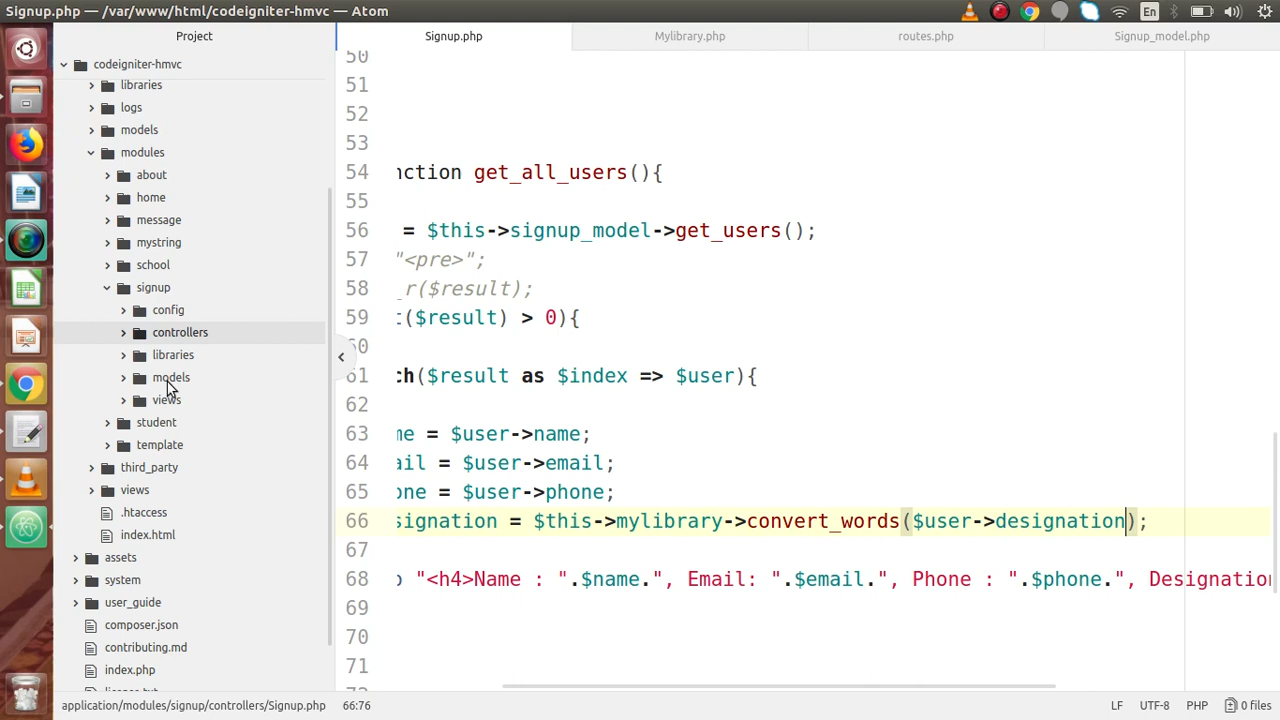 Signup.php — /var/www/html/codeigniter-hmvc — Atom
En
Project
Signup.php
Mylibrary.php
routes.php
Signup_model.php
codeigniter-hmvc
libraries
logs
models
modules
about
home
message
mystring
school
signup
config
controllers
libraries
models
views
student
template
third_party
views
.htaccess
index.html
assets
system
user_guide
composer.json
contributing.md
index.php
50
51
52
53
54 nction get_all_users(){
55
56 = $this->signup_model->get_users();
57 "<pre>";
58 _r($result);
59 t($result) > 0){
60
61 ch($result as $index => $user){
62
63 me = $user->name;
64 ail = $user->email;
65 one = $user->phone;
66 signation = $this->mylibrary->convert_words($user->designation);
67
68 o "<h4>Name : ".$name.", Email: ".$email.", Phone : ".$phone.", Designation
69
70
71
application/modules/signup/controllers/Signup.php 66:76
LF UTF-8 PHP 0 files